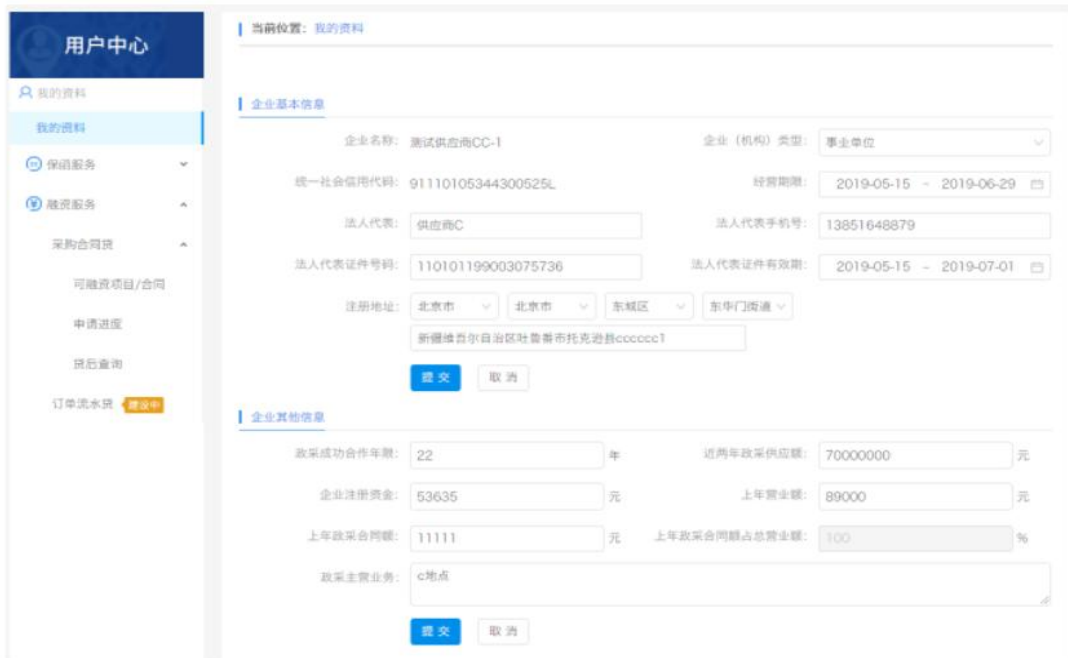 用户中心
我的资料
我的资料
保函服务
融资服务
采购合同贷
可融资项目/合同
申请进度
贷后查询
订单流水贷 建设中
当前位置: 我的资料
企业基本信息
企业名称: 测试供应商CC-1 企业（机构）类型: 事业单位
统一社会信用代码: 91110105344300525L 经营期限: 2019-05-15 ~ 2019-06-29
法人代表: 供应商C 法人代表手机号: 13851648879
法人代表证件号码: 110101199003075736 法人代表证件有效期: 2019-05-15 ~ 2019-07-01
注册地址: 北京市 北京市 东城区 东华门街道
新疆维吾尔自治区吐鲁番市托克逊县cccccc1
提交 取消
企业其他信息
政采成功合作年限: 22 年 近两年政采供应额: 70000000 元
企业注册资金: 53635 元 上年营业额: 89000 元
上年政采合同额: 11111 元 上年政采合同额占总营业额: 100 %
政采主营业务: c地点
提交 取消